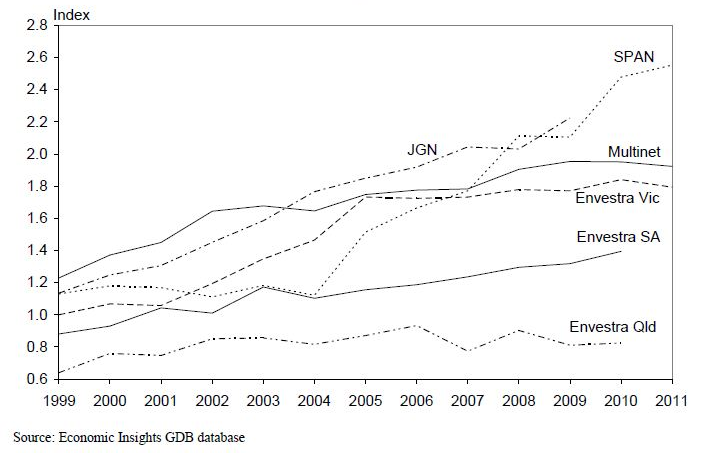 Index
2.8
2.6
2.4
2.2
2.0
1.8
1.6
1.4
1.2
1.0
0.8
0.6
SPAN
JGN
Multinet
Envestra Vic
Envestra SA
Envestra Qld
1999 2000 2001 2002 2003 2004 2005 2006 2007 2008 2009 2010 2011
Source: Economic Insights GDB database